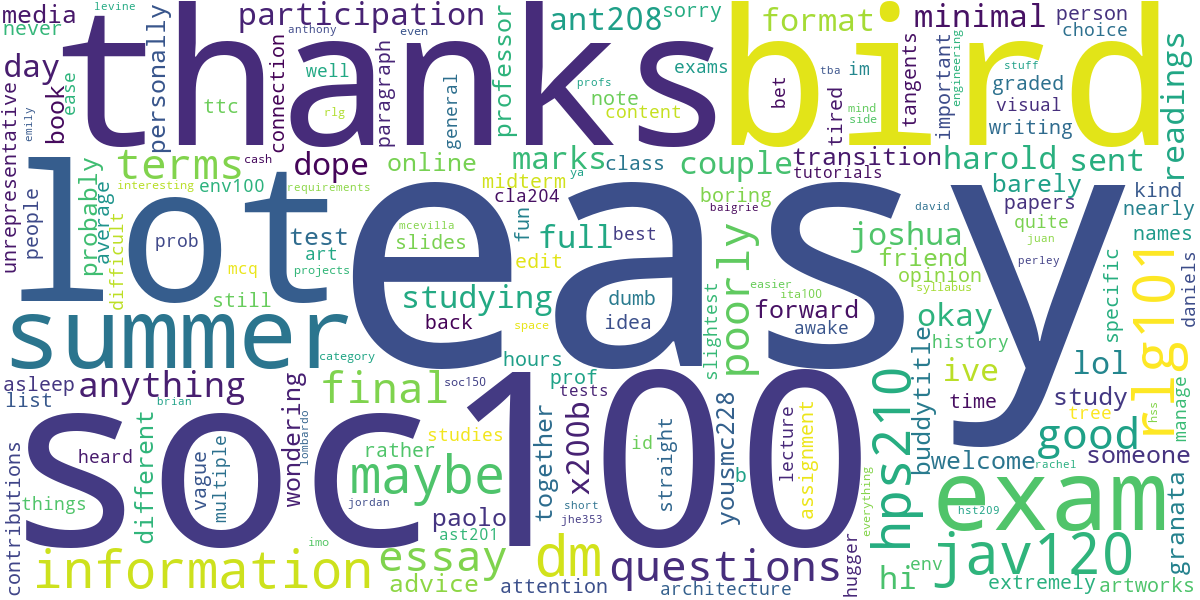 thanks
bird
lot
easy
soc100
summer
exam
maybe
final
information
jav120
rlg101
hps210
dm
essay
questions
good
poorly
terms
full
studying
anything
okay
ive
joshua
harold
sent
readings
minimal
format
ant208
participation
media
never
levine
personally
day
book
ease
emily
unrepresentative
people
probably
average
difficult
ttc
connection
anthony
well
rlg
paragraph
even
general
professor
sorry
exams
profs
note
content
bet
tba
im
mind
side
tired
tangents
important
engineering
stuff
graded
visual
writing
person
choice
cash
dope
interesting
env100
requirements
online
marks
class
ya
midterm
cla204
couple
transition
tutorials
boring
baigrie
barely
papers
kind
nearly
quite
names
david
juan
friend
opinion
syllabus
perley
specific
daniels
prob
test
art
projects
mcq
still
mcevilla
slides
fun
best
edit
dumb
idea
easier
ita100
forward
awake
back
space
category
hours
slightest
history
buddytitle
lol
study
time
tree
hss
manage
asleep
list
brian
wondering
lombardo
soc150
prof
tests
studies
together
x200b
id
straight
yousmc228
b
lecture
assignment
welcome
rachel
someone
heard
different
vague
multiple
rather
things
contributions
jordan
paolo
short
jhe353
ast201
imo
advice
attention
architecture
hugger
everything
hi
env
hst209
extremely
granata
artworks